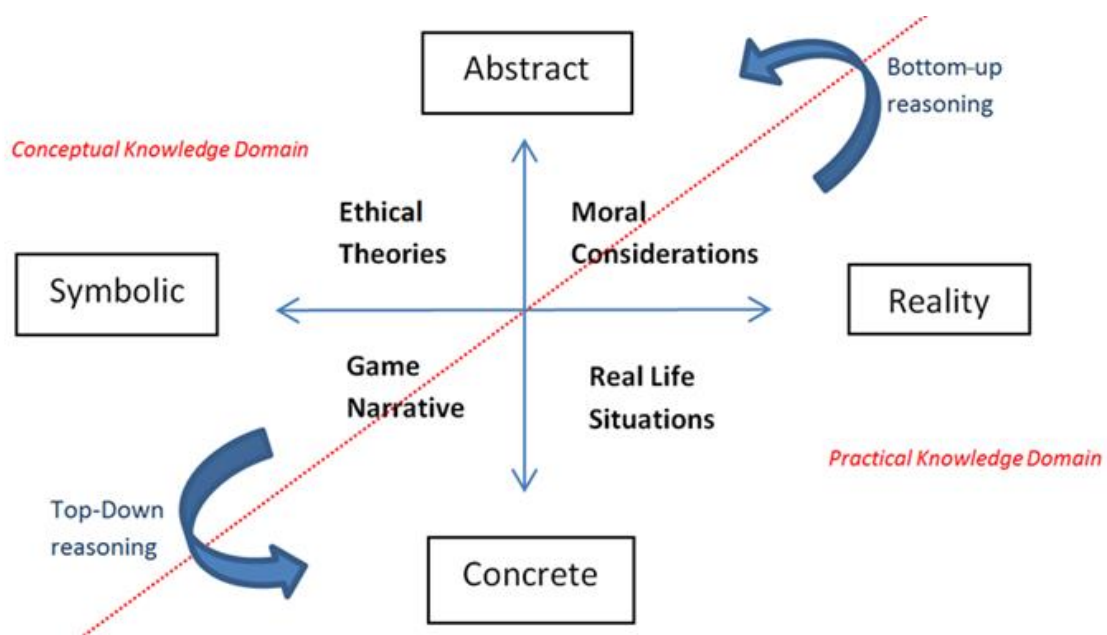 Abstract
Bottom-up
reasoning
Conceptual Knowledge Domain
Ethical
Theories
Moral
Considerations
Symbolic
Reality
Game
Narrative
Real Life
Situations
Practical Knowledge Domain
Top-Down
reasoning
Concrete